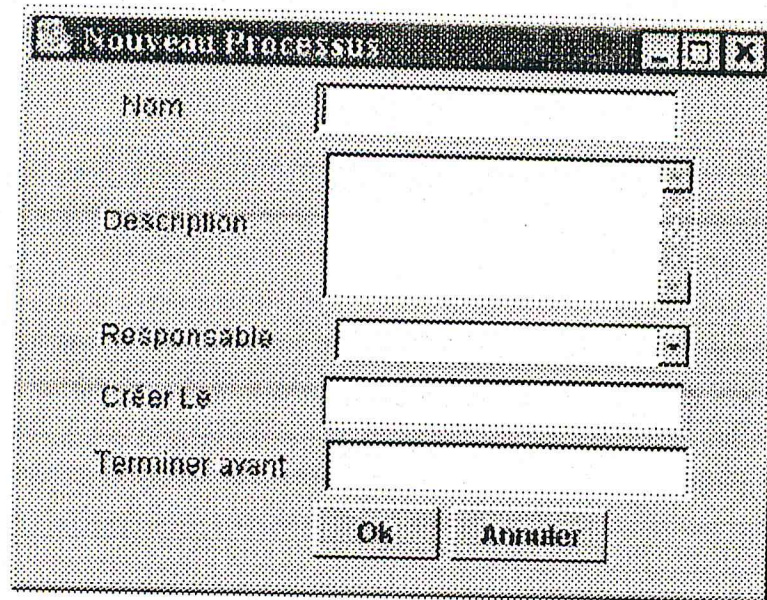 Nouveau Processus
Nom
Description
Responsable
Créer Le
Terminer avant
Ok Annuler